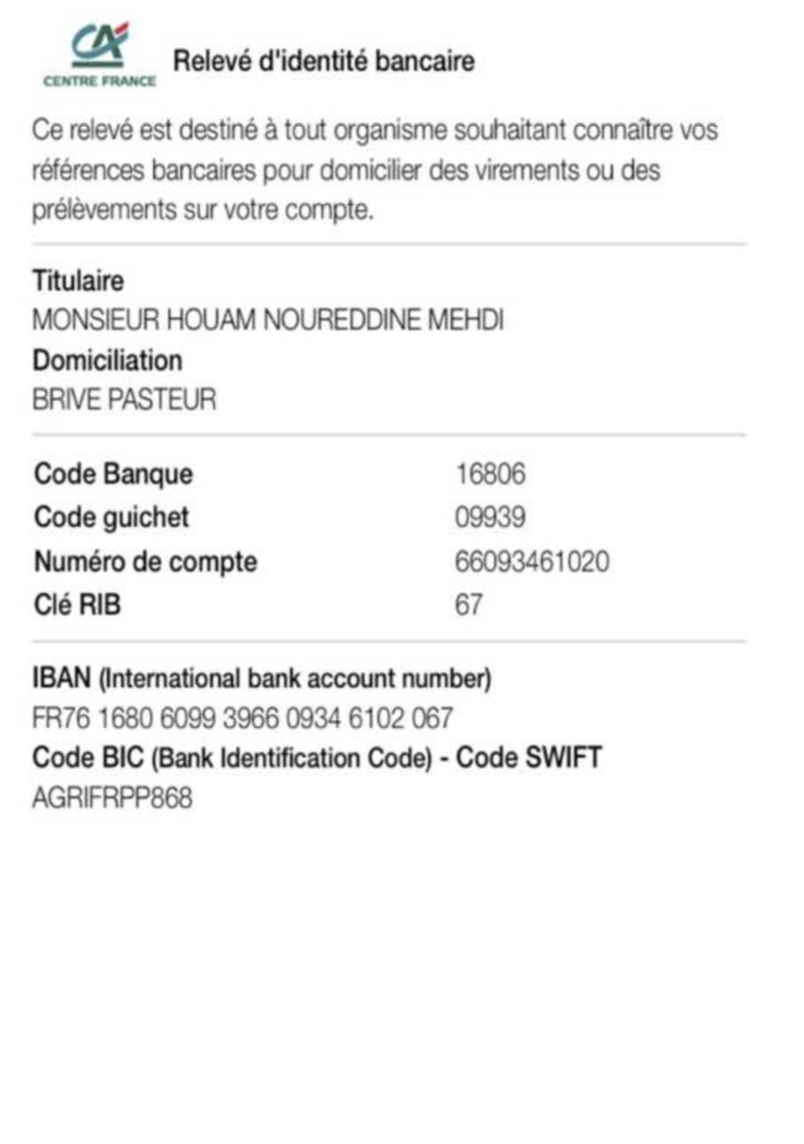 CA
CENTRE FRANCE
Relevé d'identité bancaire
Ce relevé est destiné à tout organisme souhaitant connaître vos
références bancaires pour domicilier des virements ou des
prélèvements sur votre compte.
Titulaire
MONSIEUR HOUAM NOUREDDINE MEHDI
Domiciliation
BRIVE PASTEUR
Code Banque 16806
Code guichet 09939
Numéro de compte 66093461020
Clé RIB 67
IBAN (International bank account number)
FR76 1680 6099 3966 0934 6102 067
Code BIC (Bank Identification Code) - Code SWIFT
AGRIFRPP868